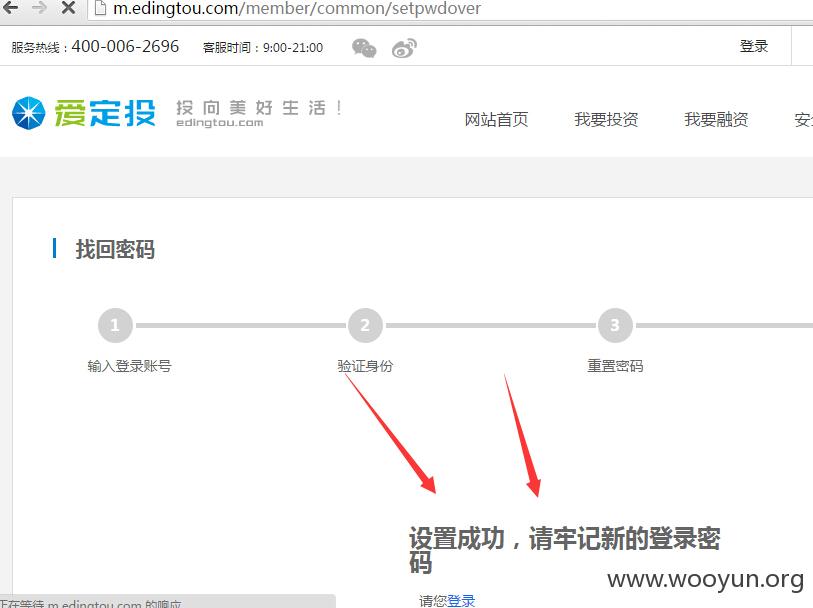 m.edingtou.com/member/common/setpwdover
服务热线：400-006-2696 客服时间：9:00-21:00 登录
爱定投 投向美好生活！
edingtou.com
网站首页 我要投资 我要融资 安
找回密码
1 2 3
输入登录账号 验证身份 重置密码
设置成功，请牢记新的登录密
码
www.wooyun.org
请您登录
正在等待 m.edingtou.com 的响应